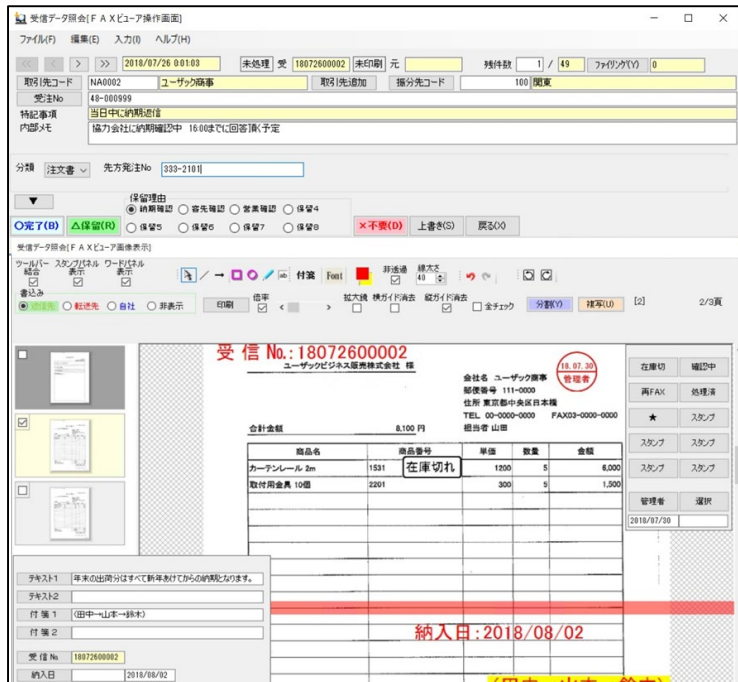 受信データ照会[ＦＡＸビューア操作画面]
ファイル(F) 編集(E) 入力(I) ヘルプ(H)
<< < > >> 2018/07/26 0:01:03 未処理 受 18072600002 未印刷 元 残件数 1 / 49 ファイリング(Y) 0
取引先コード NA0002 ユーザック商事 取引先追加 振分先コード 100 関東
受注No 48-000999
特記事項 当日中に納期返信
内部メモ 協力会社に納期確認中 16:00までに回答頂く予定
分類 注文書 先方発注No 333-2101
▼ 保留理由
納期確認 容先確認 営業確認 保留4
O完了(B) △保留(R) 保留5 保留6 保留7 保留8 ×不要(D) 上書き(S) 戻る(X)
受信データ照会[ＦＡＸビューア画像表示]
ツールバー結合 スタンプパネル表示 ワードパネル表示 ab 付箋 Font 非透過 線太さ 40
書込み
返信先 転送先 自社 非表示 印刷 倍率 < > 拡大鏡 横ガイド消去 縦ガイド消去 全チェック 分割(Y) 複写(U) [2] 2/3頁
受信 No.:18072600002
ユーザックビジネス販売株式会社 様
会社名 ユーザック商事
郵便番号 111-0000
住所 東京都中央区日本橋
TEL 00-0000-0000 FAX03-0000-0000
担当者 山田
18.07.30
管理者
合計金額 8,100 円
商品名 商品番号 単価 数量 金額
カーテンレール 2m 1531 在庫切れ 1200 5 6,000
取付用金具 10個 2201 300 5 1,500
在庫切 確認中
再FAX 処理済
★ スタンプ
スタンプ スタンプ
スタンプ スタンプ
管理者 選択
2018/07/30
テキスト1 年末の出荷分はすべて新年あけてからの納期となります。
テキスト2
付箋1 (田中→山本→鈴木)
付箋2
受信No 18072600002
納入日 2018/08/02
納入日:2018/08/02
(田中→山本→鈴木)